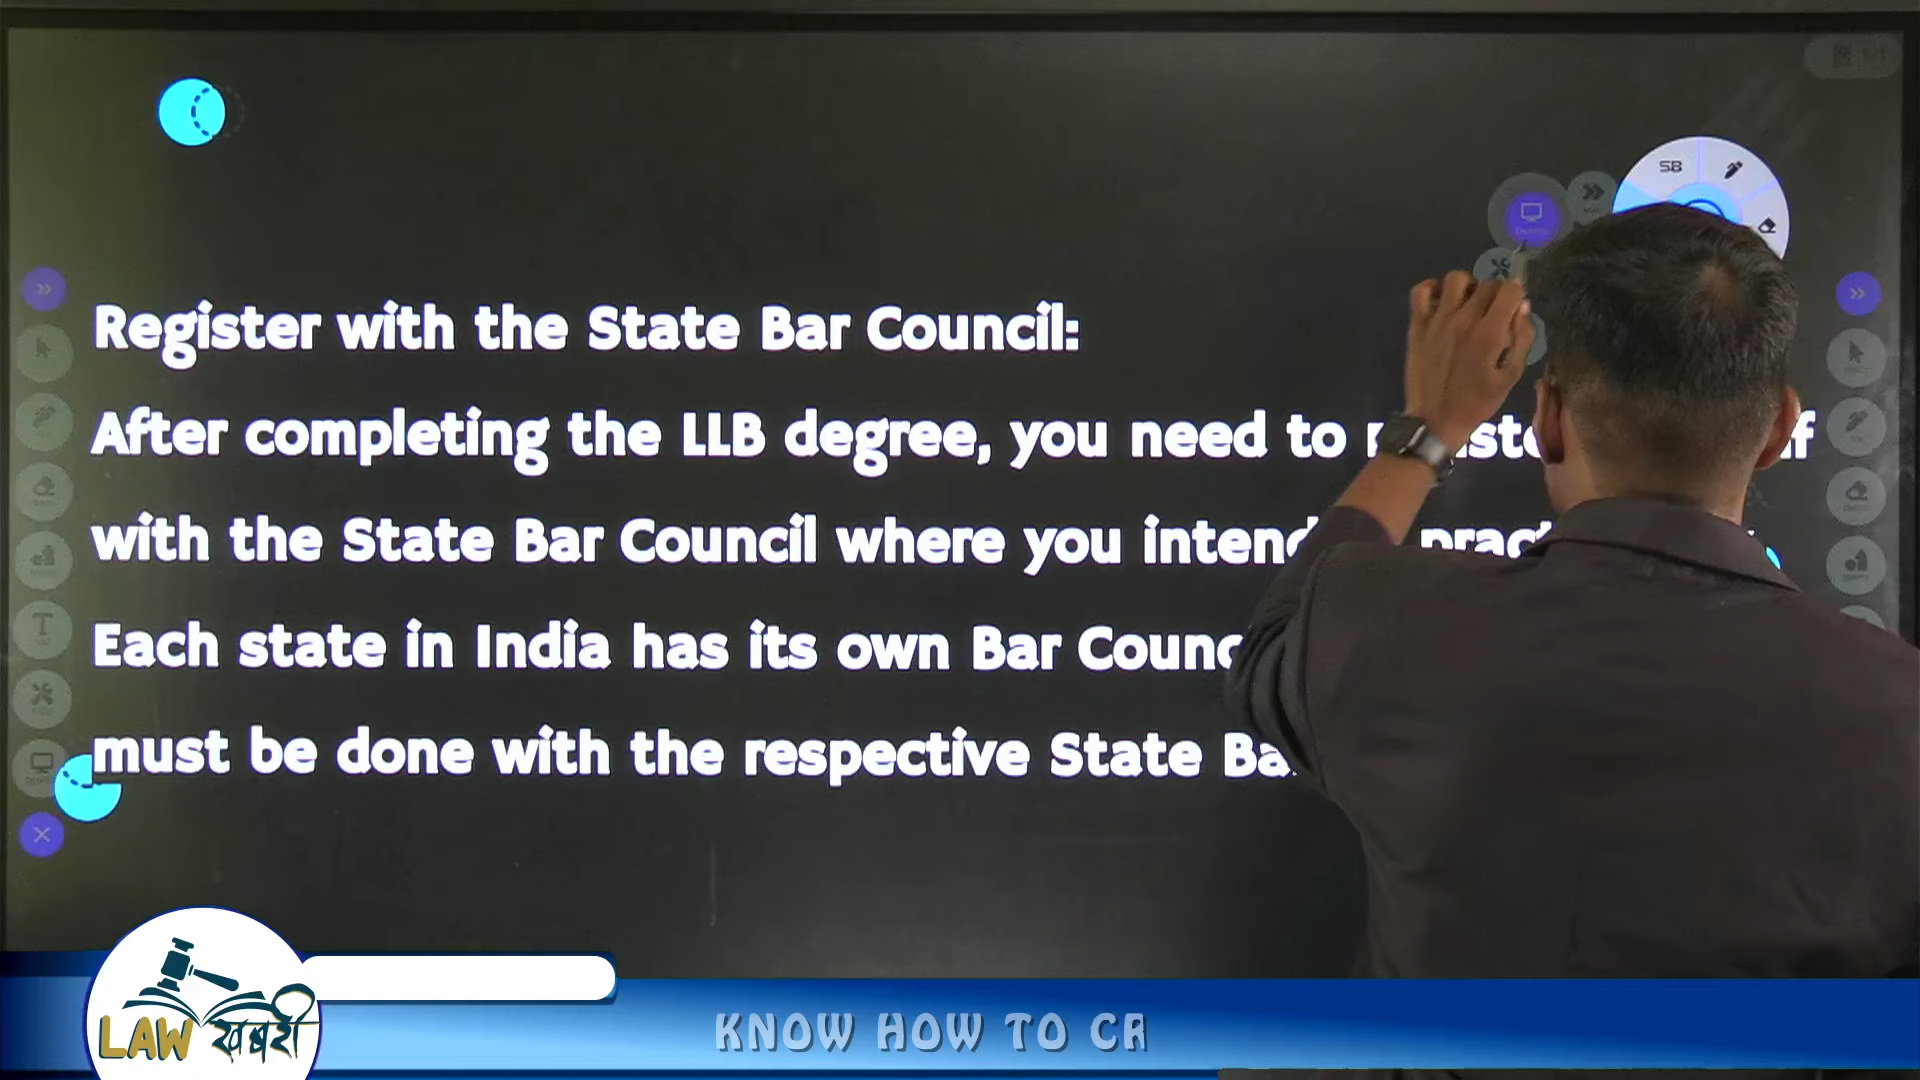 SB
Register with the State Bar Council:
After completing the LLB degree, you need to
with the State Bar Council where you intend
Each state in India has its own Bar
must be done with the respective State
LAW खबरी
KNOW HOW TO